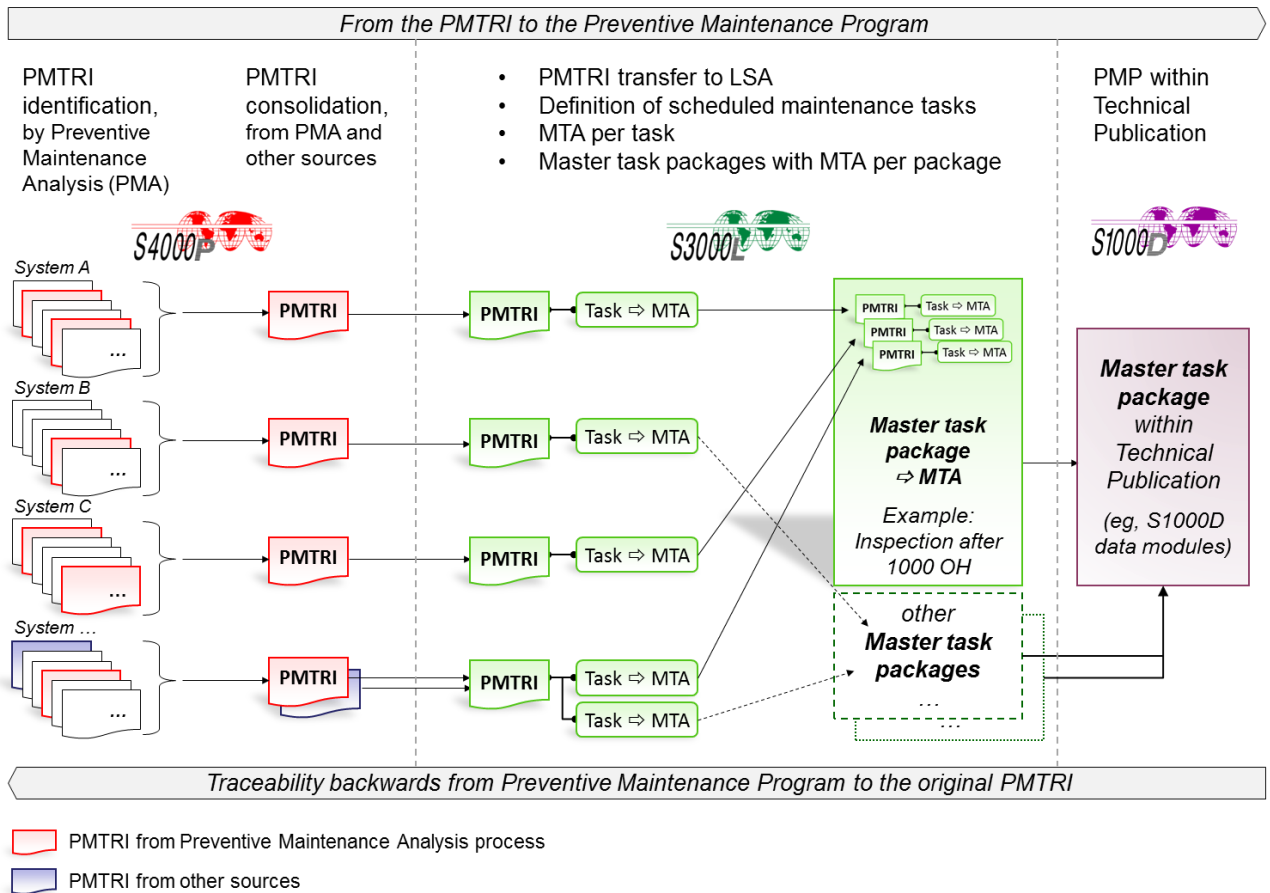 From the PMTRI to the Preventive Maintenance Program
PMTRI
identification,
by Preventive
Maintenance
Analysis (PMA)
PMTRI
consolidation,
from PMA and
other sources
• PMTRI transfer to LSA
• Definition of scheduled maintenance tasks
• MTA per task
• Master task packages with MTA per package
PMP within
Technical
Publication
S4000P
S3000L
S1000D
System A
...
PMTRI
PMTRI
Task ⇨ MTA
System B
...
PMTRI
PMTRI
Task ⇨ MTA
System C
...
PMTRI
PMTRI
Task ⇨ MTA
System ...
...
PMTRI
PMTRI
Task ⇨ MTA
Task ⇨ MTA
PMTRI
Task ⇨ MTA
PMTRI
Task ⇨ MTA
PMTRI
Task ⇨ MTA
Master task
package
⇨ MTA
Example:
Inspection after
1000 OH
other
Master task
packages
...
...
Master task
package
within
Technical
Publication
(eg, S1000D
data modules)
Traceability backwards from Preventive Maintenance Program to the original PMTRI
PMTRI from Preventive Maintenance Analysis process
PMTRI from other sources